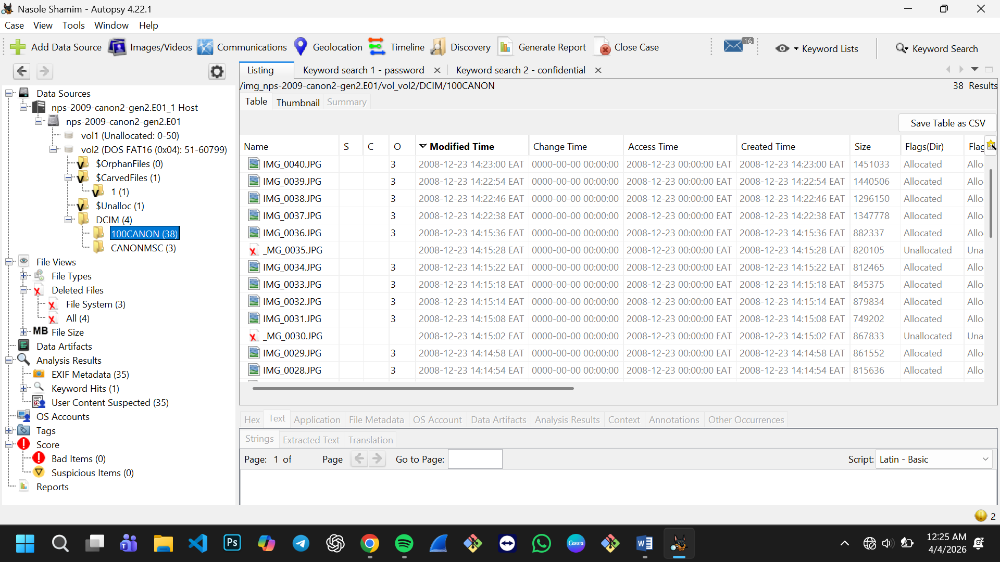 Nasole Shamim - Autopsy 4.22.1
Case View Tools Window Help
Add Data Source Images/Videos Communications Geolocation Timeline Discovery Generate Report Close Case 16 Keyword Lists Keyword Search
Listing Keyword search 1 - password Keyword search 2 - confidential
/img_nps-2009-canon2-gen2.E01/vol_vol2/DCIM/100CANON 38 Results
Table Thumbnail Summary
Save Table as CSV
Data Sources
nps-2009-canon2-gen2.E01_1 Host
nps-2009-canon2-gen2.E01
vol1 (Unallocated: 0-50)
vol2 (DOS FAT16 (0x04): 51-60799)
$OrphanFiles (0)
$CarvedFiles (1)
1 (1)
$Unalloc (1)
DCIM (4)
100CANON (38)
CANONMSC (3)
File Views
File Types
Deleted Files
File System (3)
All (4)
MB File Size
Data Artifacts
Analysis Results
EXIF Metadata (35)
Keyword Hits (1)
User Content Suspected (35)
OS Accounts
Tags
Score
Bad Items (0)
Suspicious Items (0)
Reports
Name S C O Modified Time Change Time Access Time Created Time Size Flags(Dir) Flag
IMG_0040.JPG 3 2008-12-23 14:23:00 EAT 0000-00-00 00:00:00 2008-12-23 00:00:00 EAT 2008-12-23 14:23:00 EAT 1451033 Allocated Allo
IMG_0039.JPG 3 2008-12-23 14:22:54 EAT 0000-00-00 00:00:00 2008-12-23 00:00:00 EAT 2008-12-23 14:22:54 EAT 1440506 Allocated Allo
IMG_0038.JPG 3 2008-12-23 14:22:46 EAT 0000-00-00 00:00:00 2008-12-23 00:00:00 EAT 2008-12-23 14:22:46 EAT 1296150 Allocated Allo
IMG_0037.JPG 3 2008-12-23 14:22:38 EAT 0000-00-00 00:00:00 2008-12-23 00:00:00 EAT 2008-12-23 14:22:38 EAT 1347778 Allocated Allo
IMG_0036.JPG 3 2008-12-23 14:15:36 EAT 0000-00-00 00:00:00 2008-12-23 00:00:00 EAT 2008-12-23 14:15:36 EAT 882337 Allocated Allo
_MG_0035.JPG 2008-12-23 14:15:28 EAT 0000-00-00 00:00:00 2008-12-23 00:00:00 EAT 2008-12-23 14:15:28 EAT 820105 Unallocated Una
IMG_0034.JPG 3 2008-12-23 14:15:22 EAT 0000-00-00 00:00:00 2008-12-23 00:00:00 EAT 2008-12-23 14:15:22 EAT 812465 Allocated Allo
IMG_0033.JPG 3 2008-12-23 14:15:18 EAT 0000-00-00 00:00:00 2008-12-23 00:00:00 EAT 2008-12-23 14:15:18 EAT 845375 Allocated Allo
IMG_0032.JPG 3 2008-12-23 14:15:14 EAT 0000-00-00 00:00:00 2008-12-23 00:00:00 EAT 2008-12-23 14:15:14 EAT 879834 Allocated Allo
IMG_0031.JPG 3 2008-12-23 14:15:08 EAT 0000-00-00 00:00:00 2008-12-23 00:00:00 EAT 2008-12-23 14:15:08 EAT 749202 Allocated Allo
_MG_0030.JPG 2008-12-23 14:15:02 EAT 0000-00-00 00:00:00 2008-12-23 00:00:00 EAT 2008-12-23 14:15:02 EAT 867833 Unallocated Una
IMG_0029.JPG 3 2008-12-23 14:14:58 EAT 0000-00-00 00:00:00 2008-12-23 00:00:00 EAT 2008-12-23 14:14:58 EAT 861552 Allocated Allo
IMG_0028.JPG 3 2008-12-23 14:14:54 EAT 0000-00-00 00:00:00 2008-12-23 00:00:00 EAT 2008-12-23 14:14:54 EAT 815636 Allocated Allo
Hex Text Application File Metadata OS Account Data Artifacts Analysis Results Context Annotations Other Occurrences
Strings Extracted Text Translation
Page: 1 of Page Go to Page: Script: Latin - Basic
2
Ps Canva
12:25 AM
4/4/2026